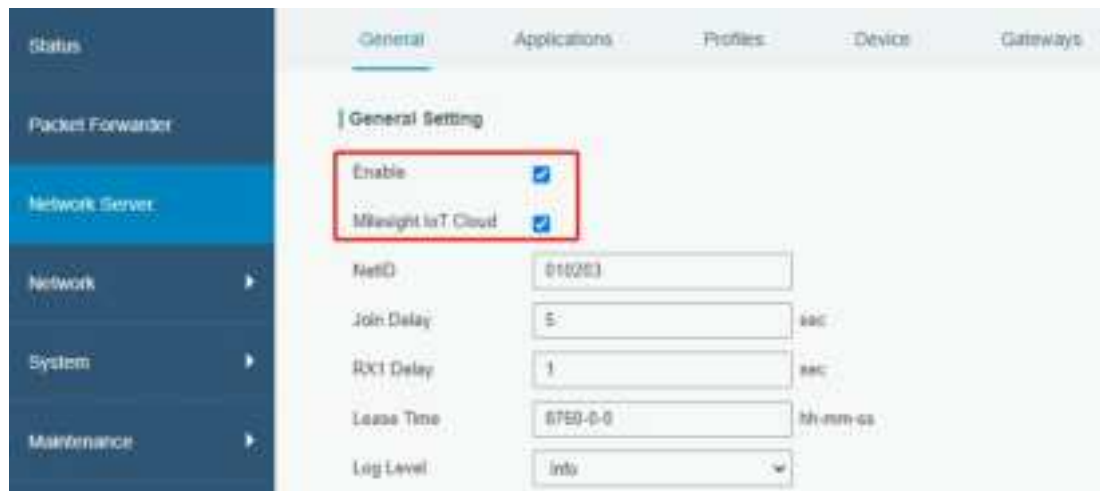 Status
Packet Forwarder
Network Server
Network
System
Maintenance
General Applications Profiles Device Gateways
General Setting
Enable
Milesight IoT Cloud
NetID 010203
Join Delay 5 sec
RX1 Delay 1 sec
Lease Time 8760-0-0 hh-mm-ss
Log Level info